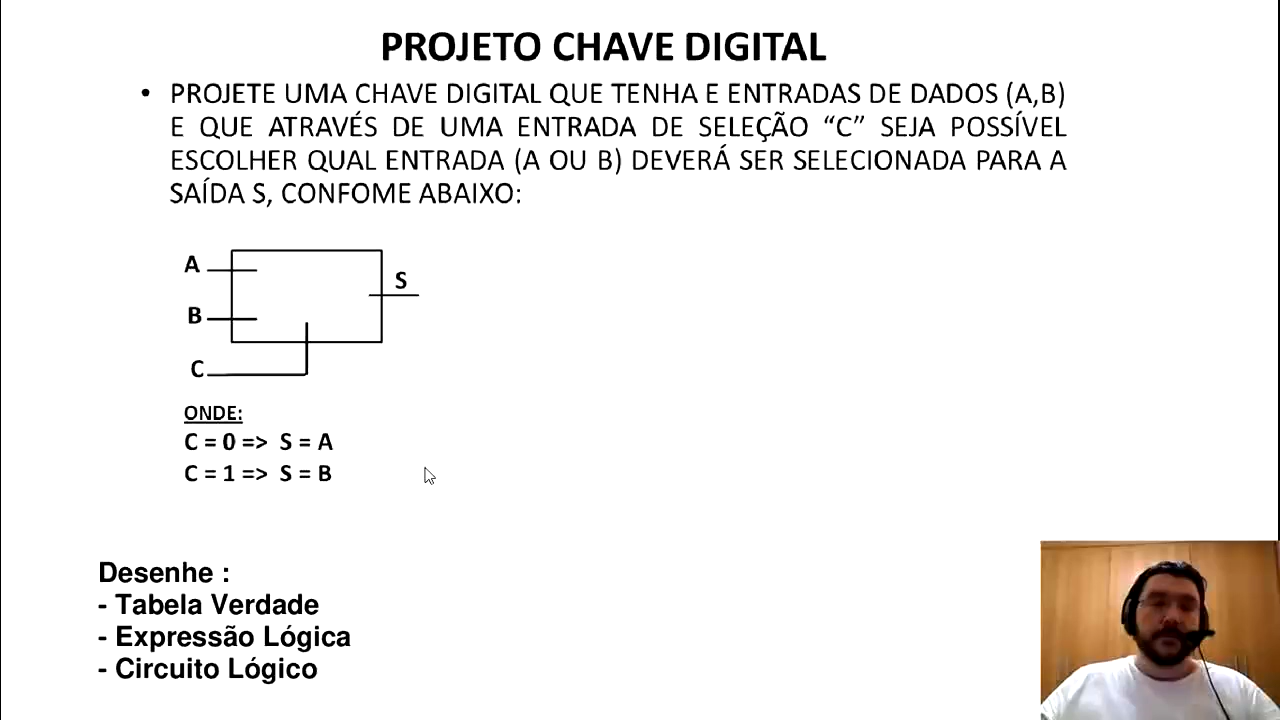 PROJETO CHAVE DIGITAL
• PROJETE UMA CHAVE DIGITAL QUE TENHA E ENTRADAS DE DADOS (A,B)
E QUE ATRAVÉS DE UMA ENTRADA DE SELEÇÃO “C” SEJA POSSÍVEL
ESCOLHER QUAL ENTRADA (A OU B) DEVERÁ SER SELECIONADA PARA A
SAÍDA S, CONFOME ABAIXO:
A
S
B
C
ONDE:
C = 0 => S = A
C = 1 => S = B
Desenhe :
- Tabela Verdade
- Expressão Lógica
- Circuito Lógico